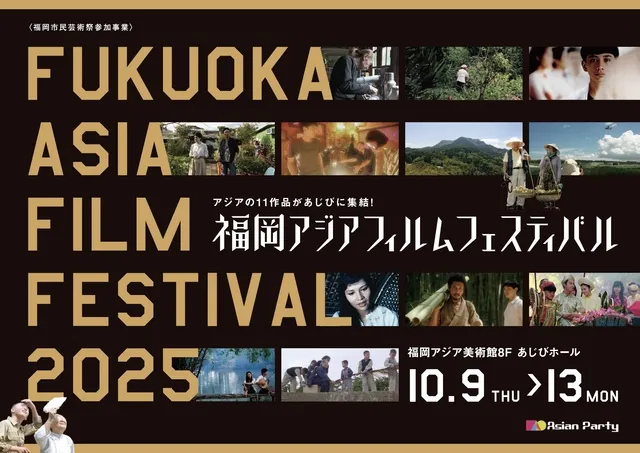 〈福岡市民芸術祭参加事業〉
FUKUOKA
ASIA
FILM
アジアの11作品があじびに集結!
福岡アジアフィルムフェスティバル
FESTIVAL
2025
福岡アジア美術館8F あじびホール
10.9 THU > 13 MON
Asian Party